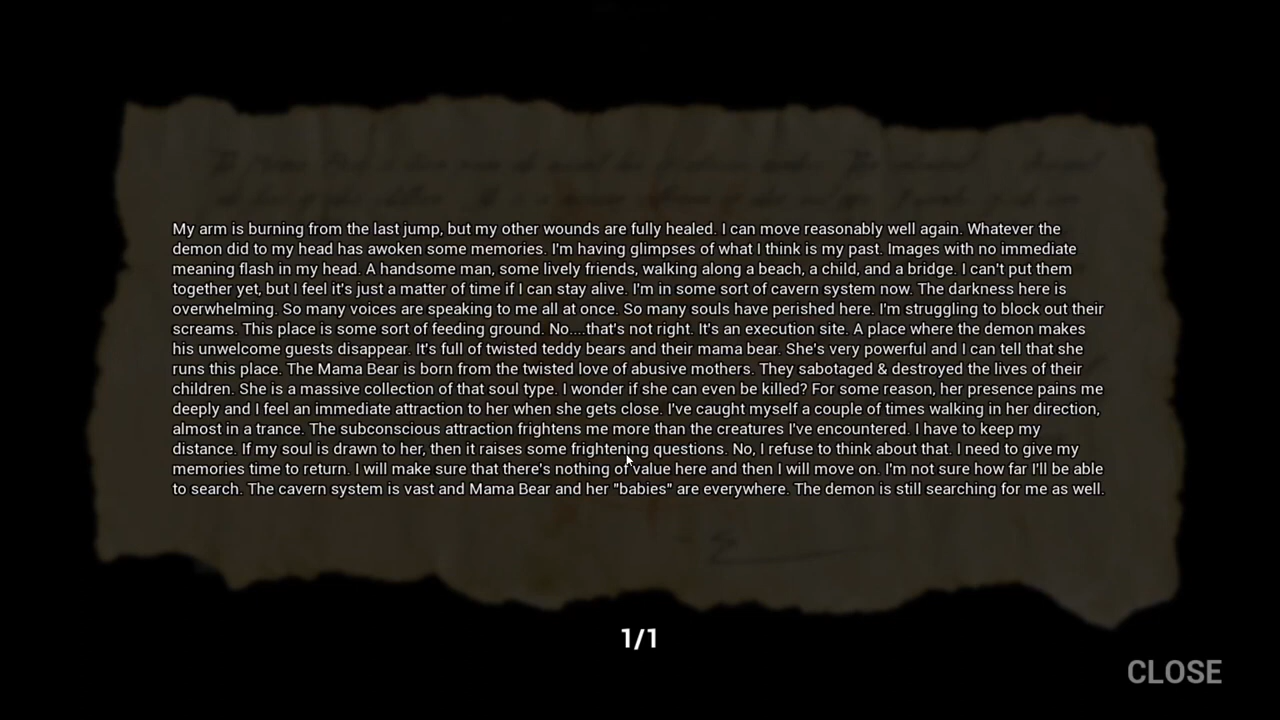 My arm is burning from the last jump, but my other wounds are fully healed. I can move reasonably well again. Whatever the
demon did to my head has awoken some memories. I'm having glimpses of what I think is my past. Images with no immediate
meaning flash in my head. A handsome man, some lively friends, walking along a beach, a child, and a bridge. I can't put them
together yet, but I feel it's just a matter of time if I can stay alive. I'm in some sort of cavern system now. The darkness here is
overwhelming. So many voices are speaking to me all at once. So many souls have perished here. I'm struggling to block out their
screams. This place is some sort of feeding ground. No....that's not right. It's an execution site. A place where the demon makes
his unwelcome guests disappear. It's full of twisted teddy bears and their mama bear. She's very powerful and I can tell that she
runs this place. The Mama Bear is born from the twisted love of abusive mothers. They sabotaged & destroyed the lives of their
children. She is a massive collection of that soul type. I wonder if she can even be killed? For some reason, her presence pains me
deeply and I feel an immediate attraction to her when she gets close. I've caught myself a couple of times walking in her direction,
almost in a trance. The subconscious attraction frightens me more than the creatures I've encountered. I have to keep my
distance. If my soul is drawn to her, then it raises some frightening questions. No, I refuse to think about that. I need to give my
memories time to return. I will make sure that there's nothing of value here and then I will move on. I'm not sure how far I'll be able
to search. The cavern system is vast and Mama Bear and her "babies" are everywhere. The demon is still searching for me as well.
1/1
CLOSE